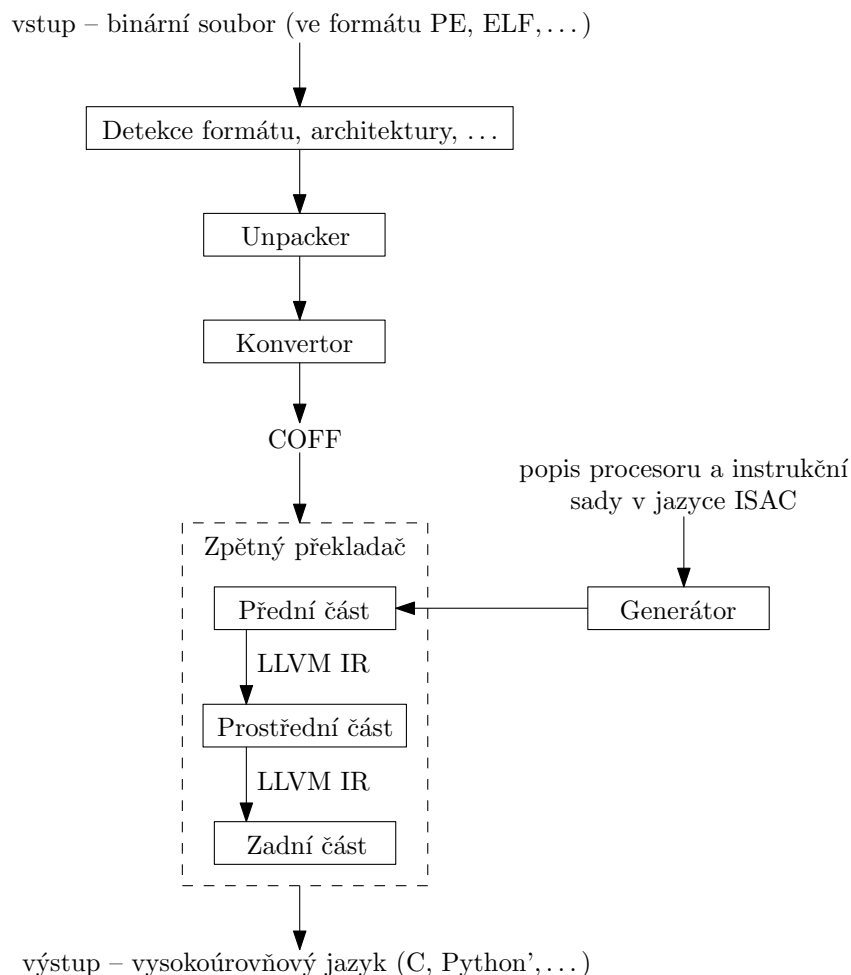 vstup – binární soubor (ve formátu PE, ELF, . . . )
Detekce formátu, architektury, . . .
Unpacker
Konvertor
COFF
popis procesoru a instrukční
sady v jazyce ISAC
Zpětný překladač
Přední část
Generátor
LLVM IR
Prostřední část
LLVM IR
Zadní část
výstup – vysokoúrovňový jazyk (C, Python’, . . . )